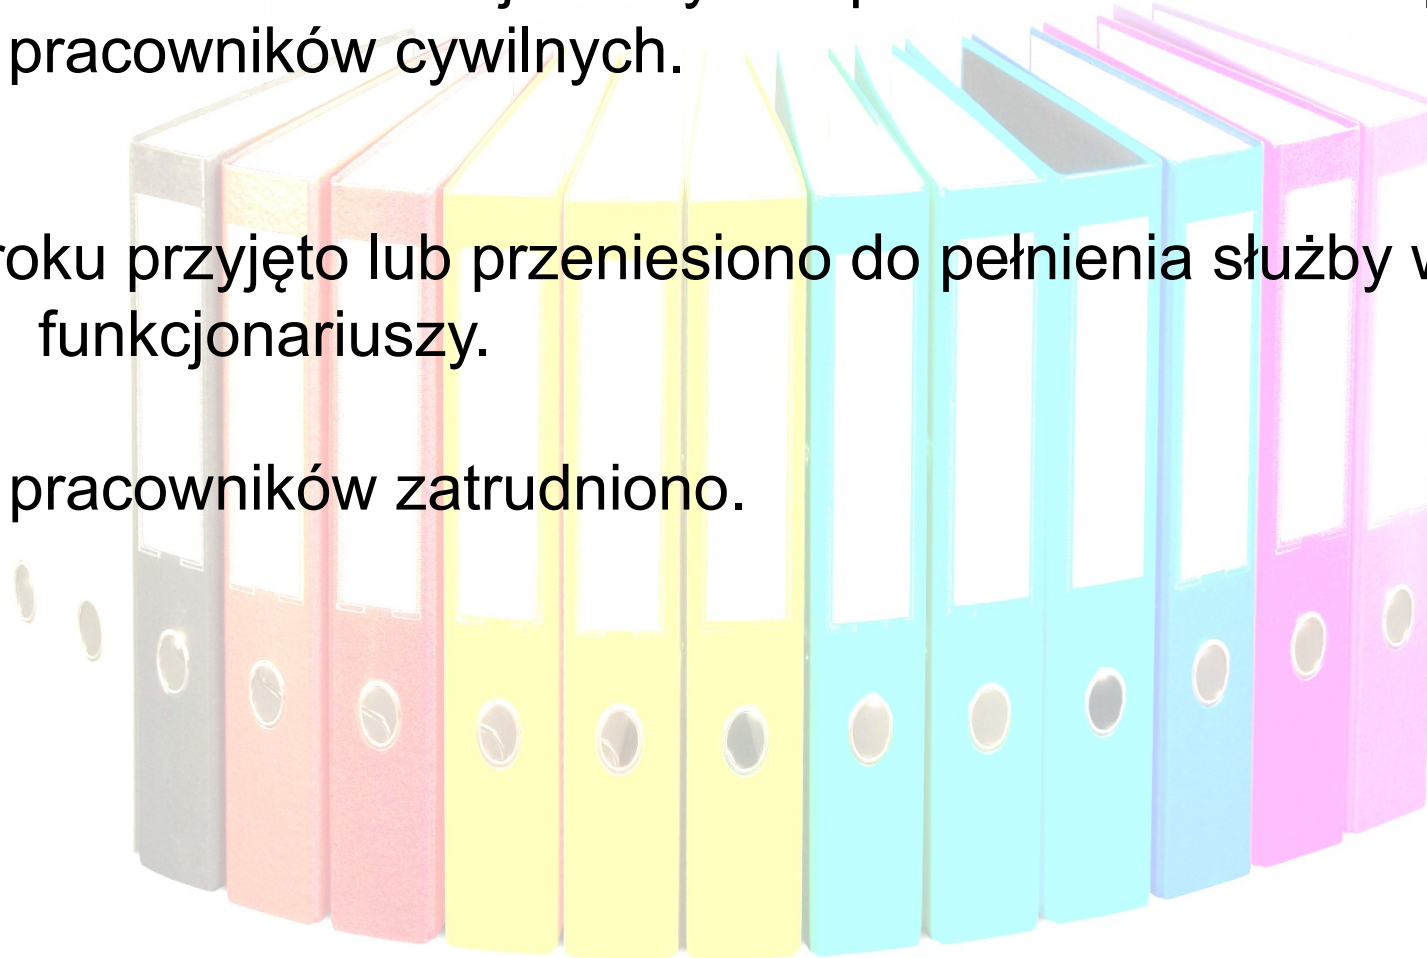 pracowników cywilnych.
roku przyjęto lub przeniesiono do pełnienia służby w
funkcjonariuszy.
pracowników zatrudniono.